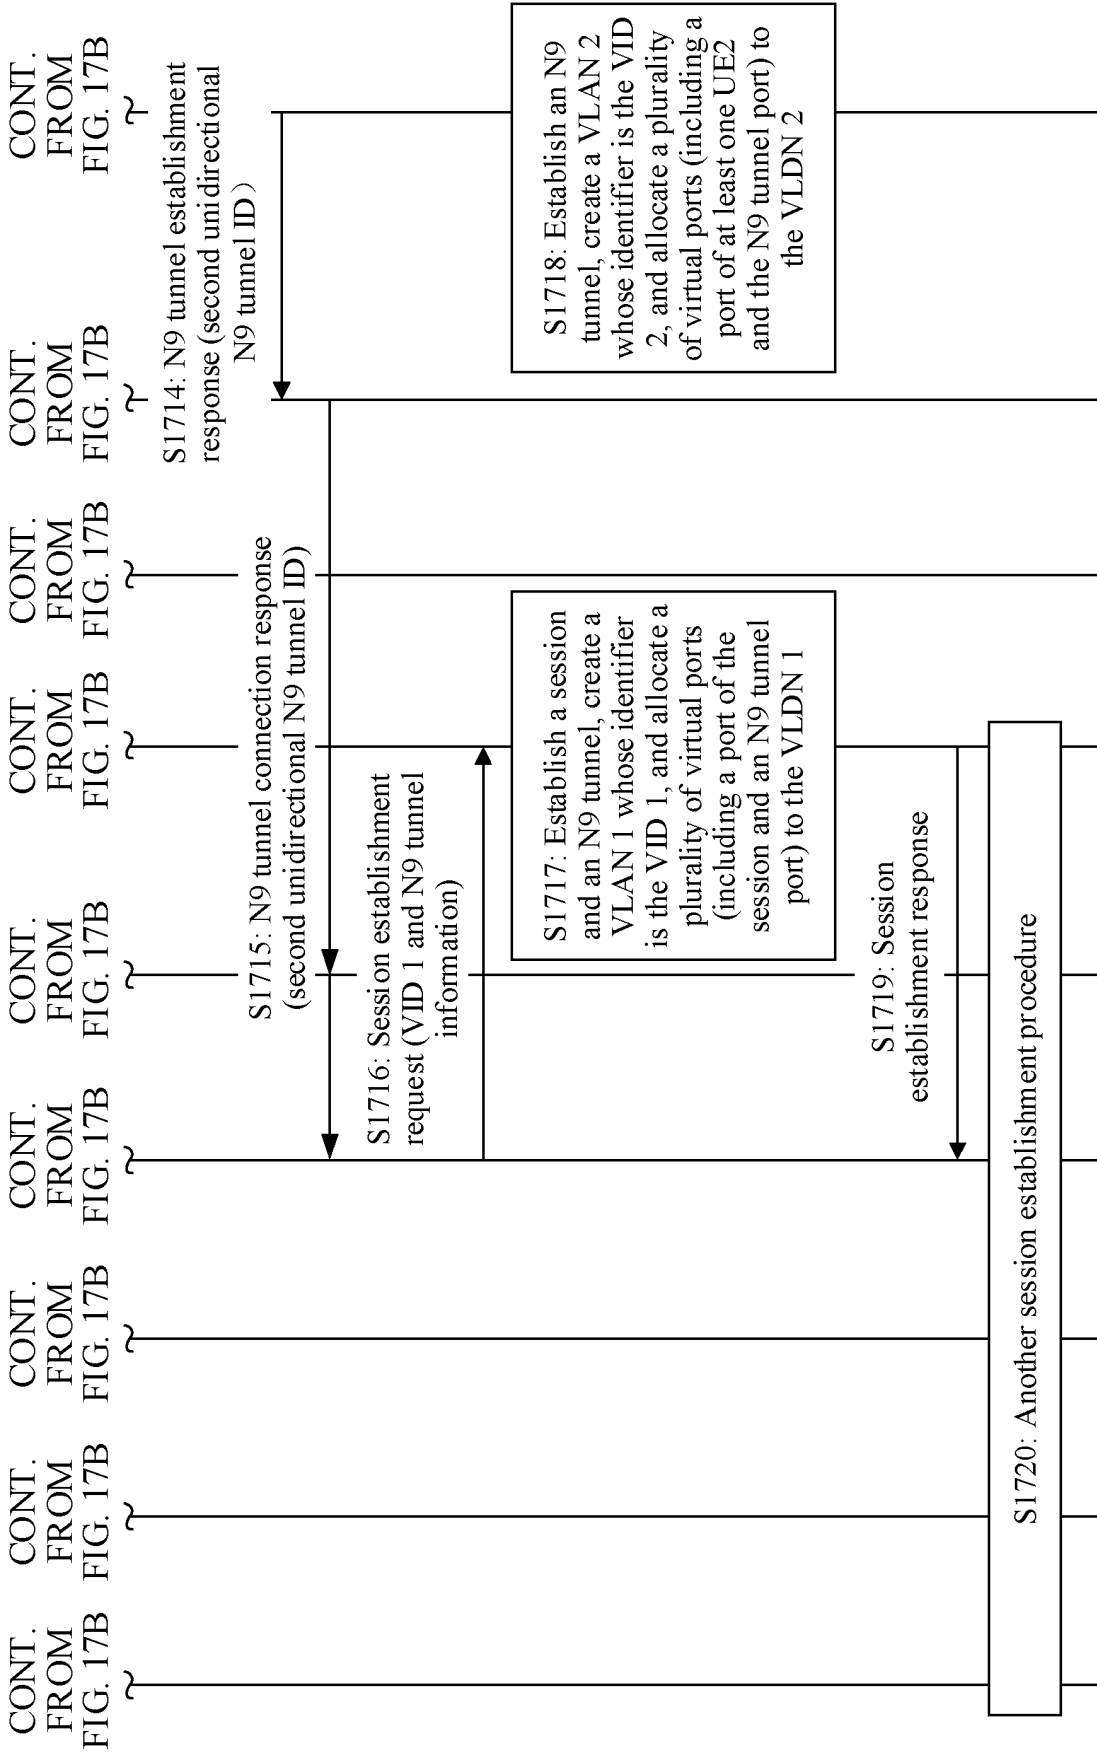 CONT.
FROM
FIG. 17B
CONT.
FROM
FIG. 17B
CONT.
FROM
FIG. 17B
CONT.
FROM
FIG. 17B
CONT.
FROM
FIG. 17B
CONT.
FROM
FIG. 17B
CONT.
FROM
FIG. 17B
CONT.
FROM
FIG. 17B
CONT.
FROM
FIG. 17B
S1714: N9 tunnel establishment
response (second unidirectional
N9 tunnel ID)
S1715: N9 tunnel connection response
(second unidirectional N9 tunnel ID)
S1716: Session establishment
request (VID 1 and N9 tunnel
information)
S1717: Establish a session
and an N9 tunnel, create a
VLAN 1 whose identifier
is the VID 1, and allocate a
plurality of virtual ports
(including a port of the
session and an N9 tunnel
port) to the VLDN 1
S1718: Establish an N9
tunnel, create a VLAN 2
whose identifier is the VID
2, and allocate a plurality
of virtual ports (including a
port of at least one UE2
and the N9 tunnel port) to
the VLDN 2
S1719: Session
establishment response
S1720: Another session establishment procedure